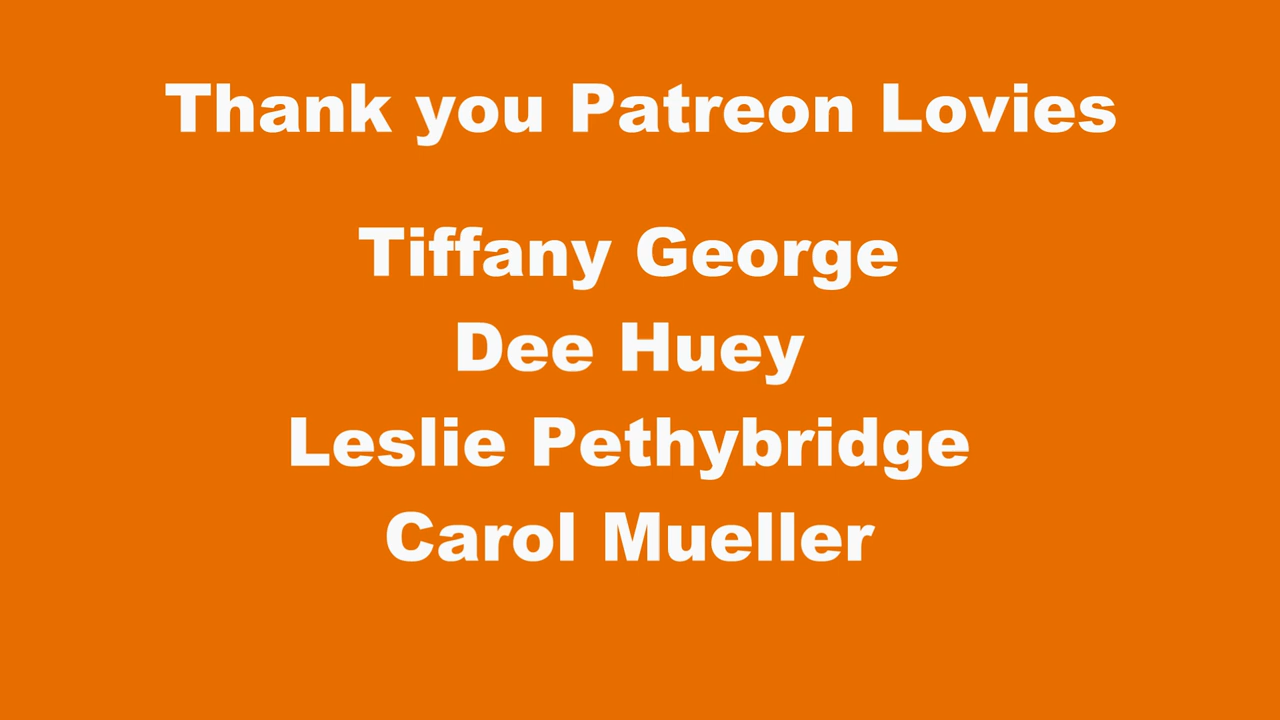 Thank you Patreon Lovies
Tiffany George
Dee Huey
Leslie Pethybridge
Carol Mueller